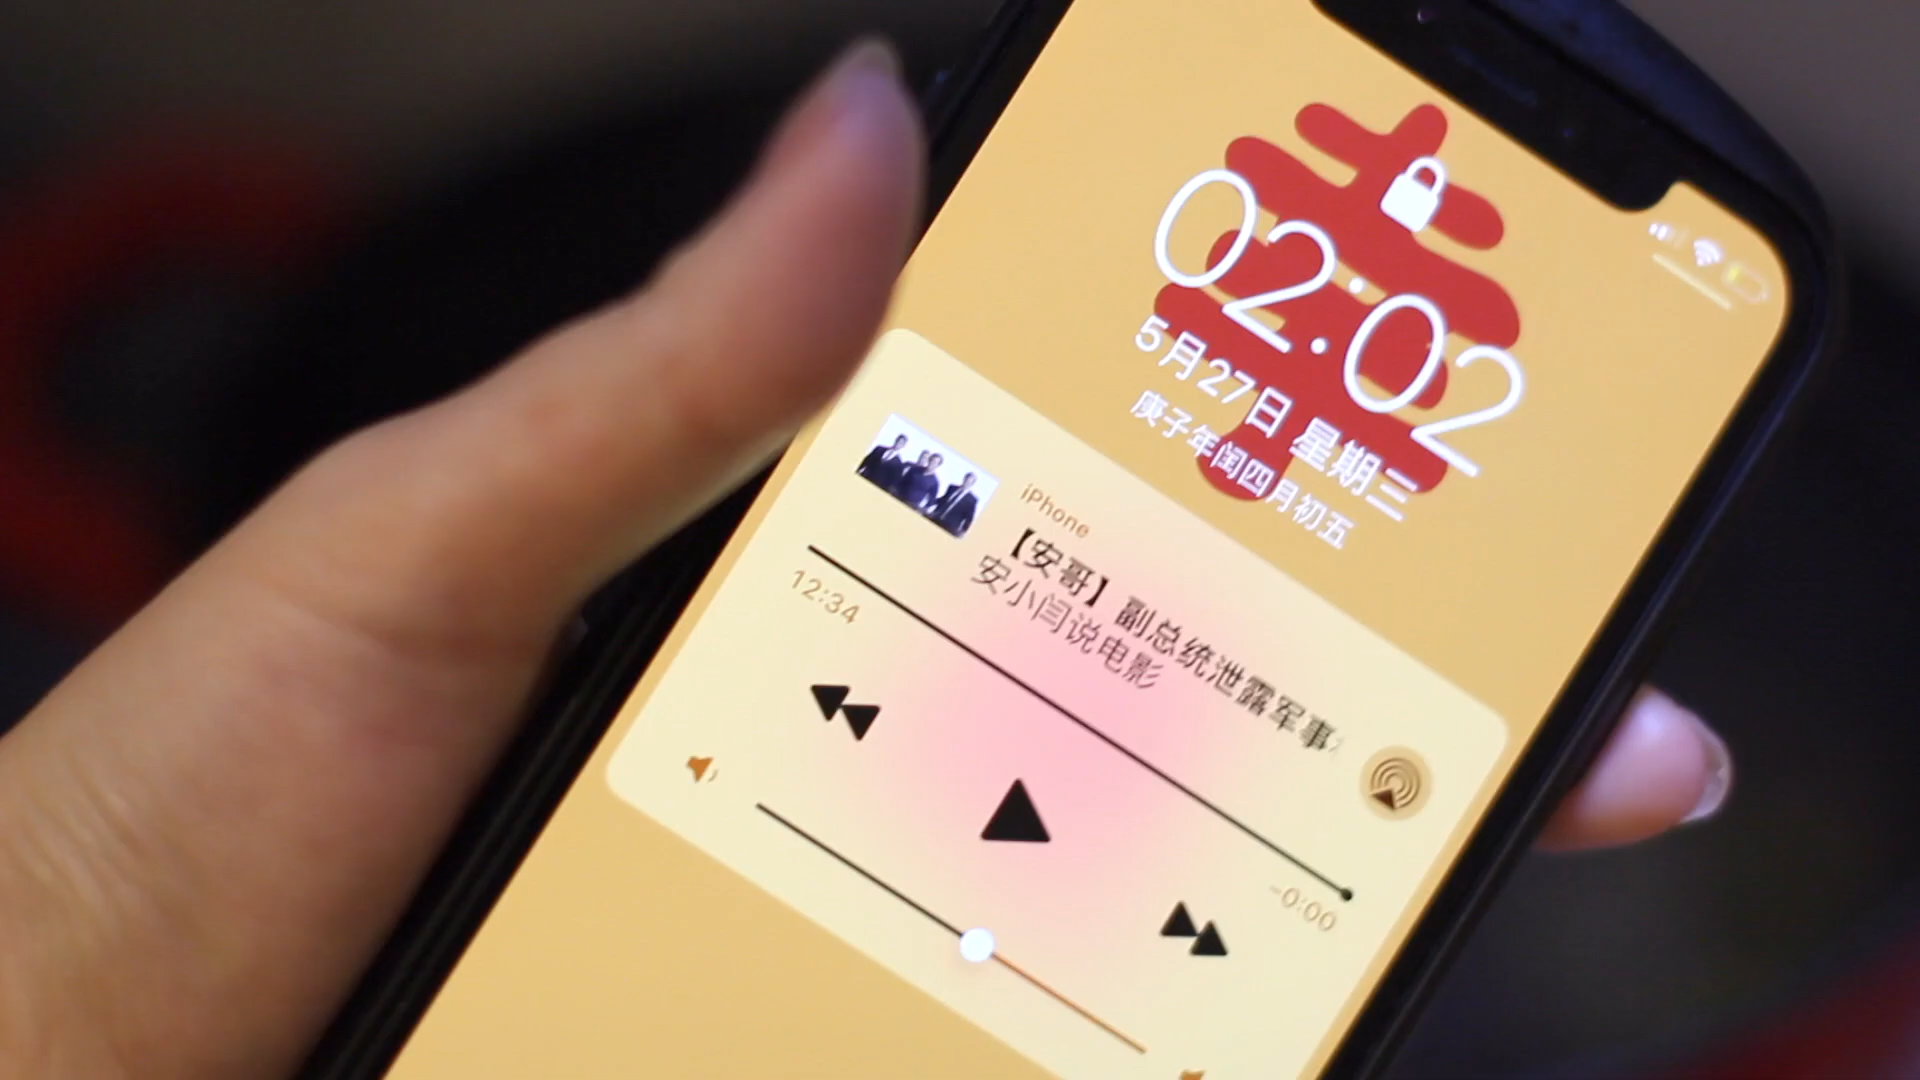 02:02
5月27日 星期三
庚子年闰四月初五
iPhone
【安哥】副总统泄露军事
安小闫说电影
12:34
-0:00